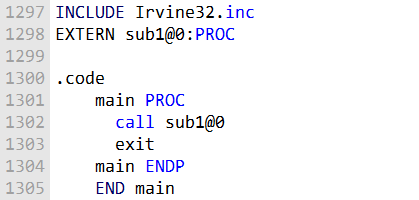 1297 INCLUDE Irvine32.inc
1298 EXTERN sub1@0:PROC
1299
1300 .code
1301 main PROC
1302 call sub1@0
1303 exit
1304 main ENDP
1305 END main